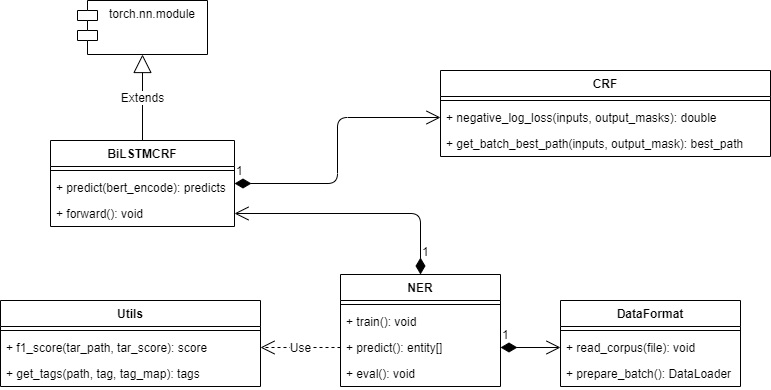 torch.nn.module
Extends
CRF
+ negative_log_loss(inputs, output_masks): double
+ get_batch_best_path(inputs, output_mask): best_path
BiLSTMCRF
+ predict(bert_encode): predicts
+ forward(): void
1
1
NER
+ train(): void
+ predict(): entity[]
+ eval(): void
Utils
+ f1_score(tar_path, tar_score): score
+ get_tags(path, tag, tag_map): tags
Use
1
DataFormat
+ read_corpus(file): void
+ prepare_batch(): DataLoader